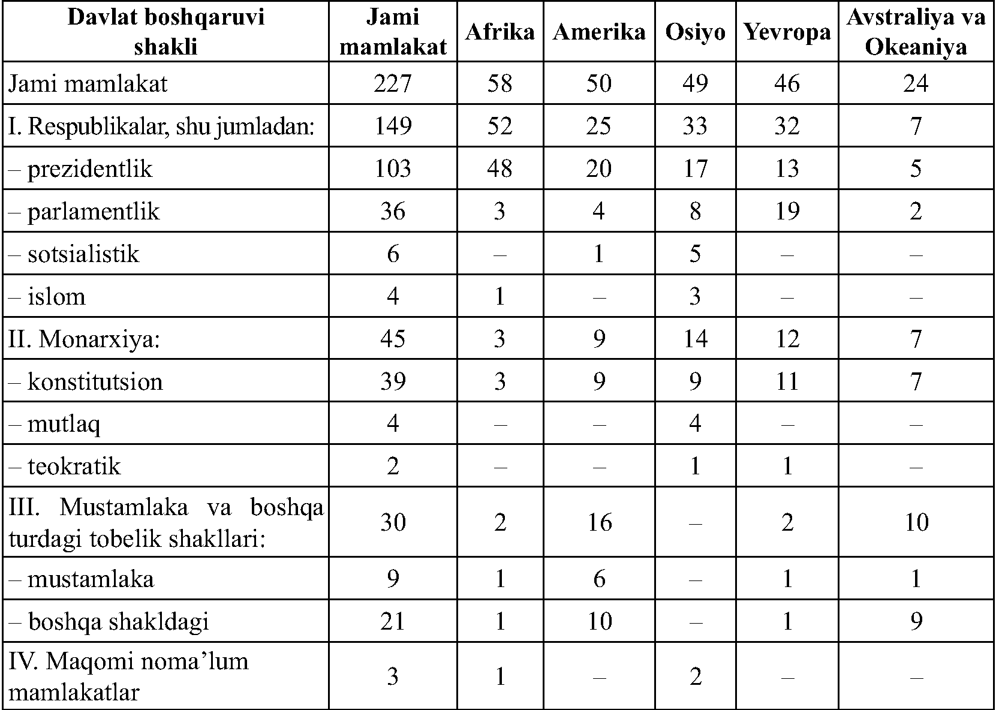 Davlat boshqaruvi shakli | Jami mamlakat | Afrika | Amerika | Osiyo | Yevropa | Avstraliya va Okeaniya
Jami mamlakat | 227 | 58 | 50 | 49 | 46 | 24
I. Respublikalar, shu jumladan: | 149 | 52 | 25 | 33 | 32 | 7
– prezidentlik | 103 | 48 | 20 | 17 | 13 | 5
– parlamentlik | 36 | 3 | 4 | 8 | 19 | 2
– sotsialistik | 6 | – | 1 | 5 | – | –
– islom | 4 | 1 | – | 3 | – | –
II. Monarxiya: | 45 | 3 | 9 | 14 | 12 | 7
– konstitutsion | 39 | 3 | 9 | 9 | 11 | 7
– mutlaq | 4 | – | – | 4 | – | –
– teokratik | 2 | – | – | 1 | 1 | –
III. Mustamlaka va boshqa turdagi tobelik shakllari: | 30 | 2 | 16 | – | 2 | 10
– mustamlaka | 9 | 1 | 6 | – | 1 | 1
– boshqa shakldagi | 21 | 1 | 10 | – | 1 | 9
IV. Maqomi noma’lum mamlakatlar | 3 | 1 | – | 2 | – | –